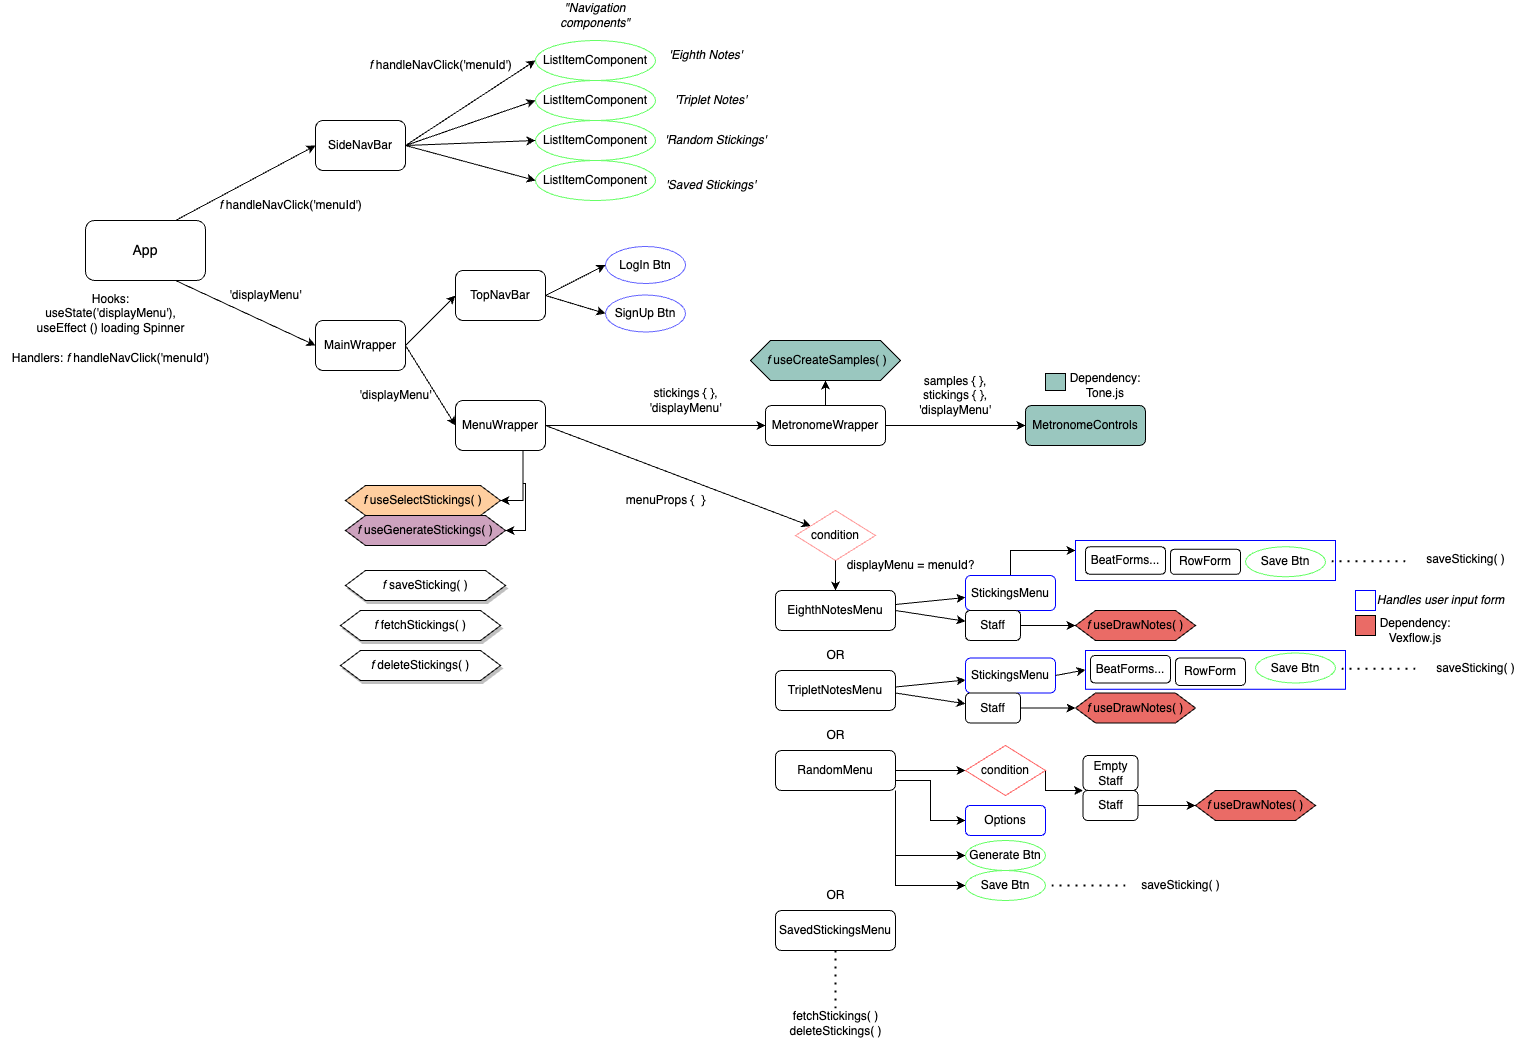 "Navigation
components"
f handleNavClick('menuId')
ListItemComponent
'Eighth Notes'
ListItemComponent
'Triplet Notes'
SideNavBar
ListItemComponent
'Random Stickings'
ListItemComponent
'Saved Stickings'
f handleNavClick('menuId')
App
Hooks:
useState('displayMenu'),
useEffect () loading Spinner
Handlers: f handleNavClick('menuId')
'displayMenu'
TopNavBar
LogIn Btn
SignUp Btn
MainWrapper
'displayMenu'
MenuWrapper
stickings { },
'displayMenu'
f useCreateSamples( )
MetronomeWrapper
samples { },
stickings { },
'displayMenu'
Dependency:
Tone.js
MetronomeControls
f useSelectStickings( )
f useGenerateStickings( )
f saveSticking( )
f fetchStickings( )
f deleteStickings( )
menuProps {  }
condition
displayMenu = menuId?
EighthNotesMenu
StickingsMenu
Staff
BeatForms...
RowForm
Save Btn
saveSticking( )
f useDrawNotes( )
Handles user input form
Dependency:
Vexflow.js
OR
TripletNotesMenu
StickingsMenu
Staff
BeatForms...
RowForm
Save Btn
saveSticking( )
f useDrawNotes( )
OR
RandomMenu
condition
Empty
Staff
Staff
f useDrawNotes( )
Options
Generate Btn
Save Btn
saveSticking( )
OR
SavedStickingsMenu
fetchStickings( )
deleteStickings( )